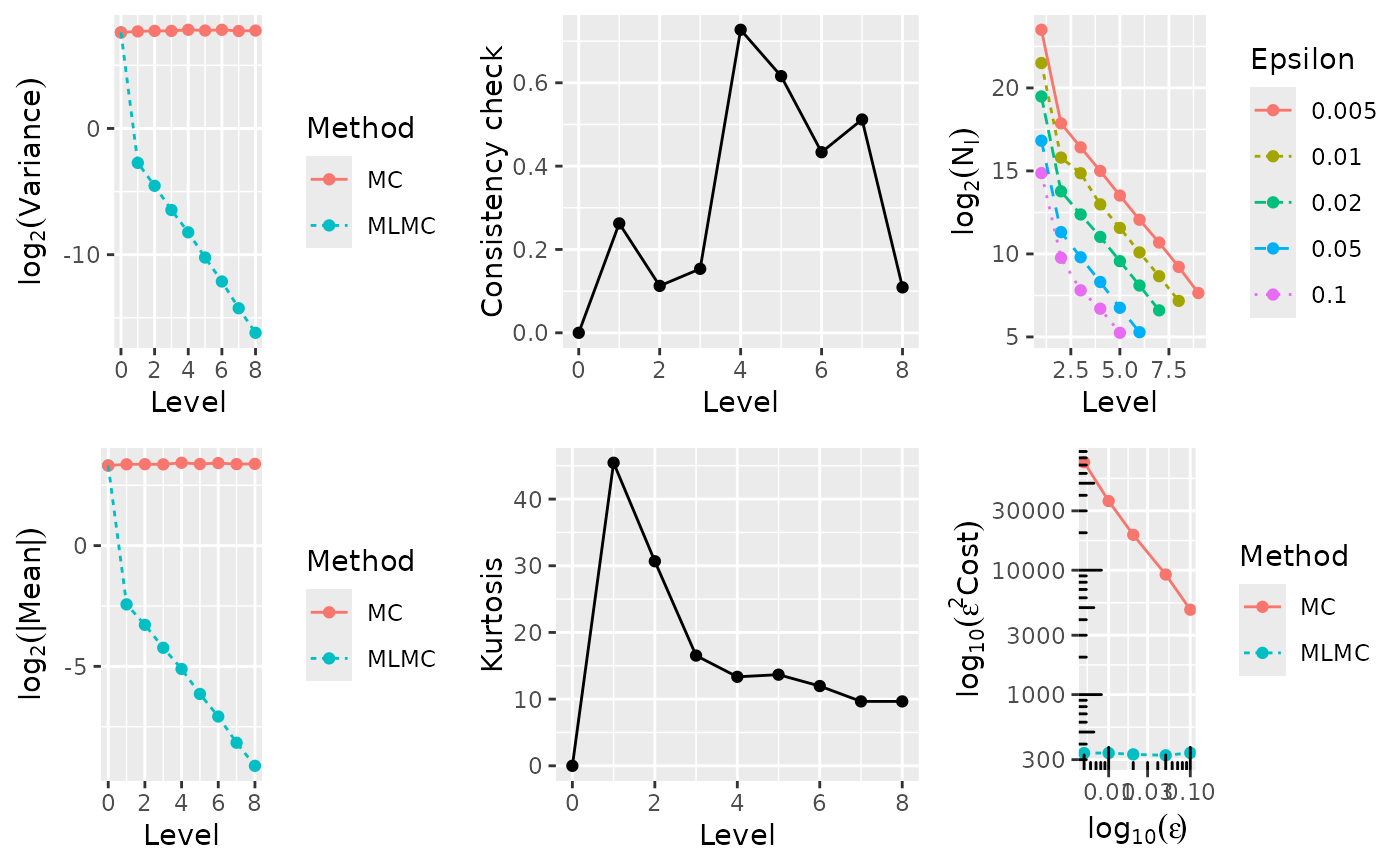 log2(Variance)
0
-10
0 2 4 6 8
Level
Method
MC
MLMC
Consistency check
0.6
0.4
0.2
0.0
0 2 4 6 8
Level
log2(Nl)
20
15
10
5
2.5 5.0 7.5
Level
Epsilon
0.005
0.01
0.02
0.05
0.1
log2(|Mean|)
0
-5
0 2 4 6 8
Level
Method
MC
MLMC
Kurtosis
40
30
20
10
0
0 2 4 6 8
Level
log10(ε2Cost)
30000
10000
3000
1000
300
0.01 0.03 0.10
log10(ε)
Method
MC
MLMC